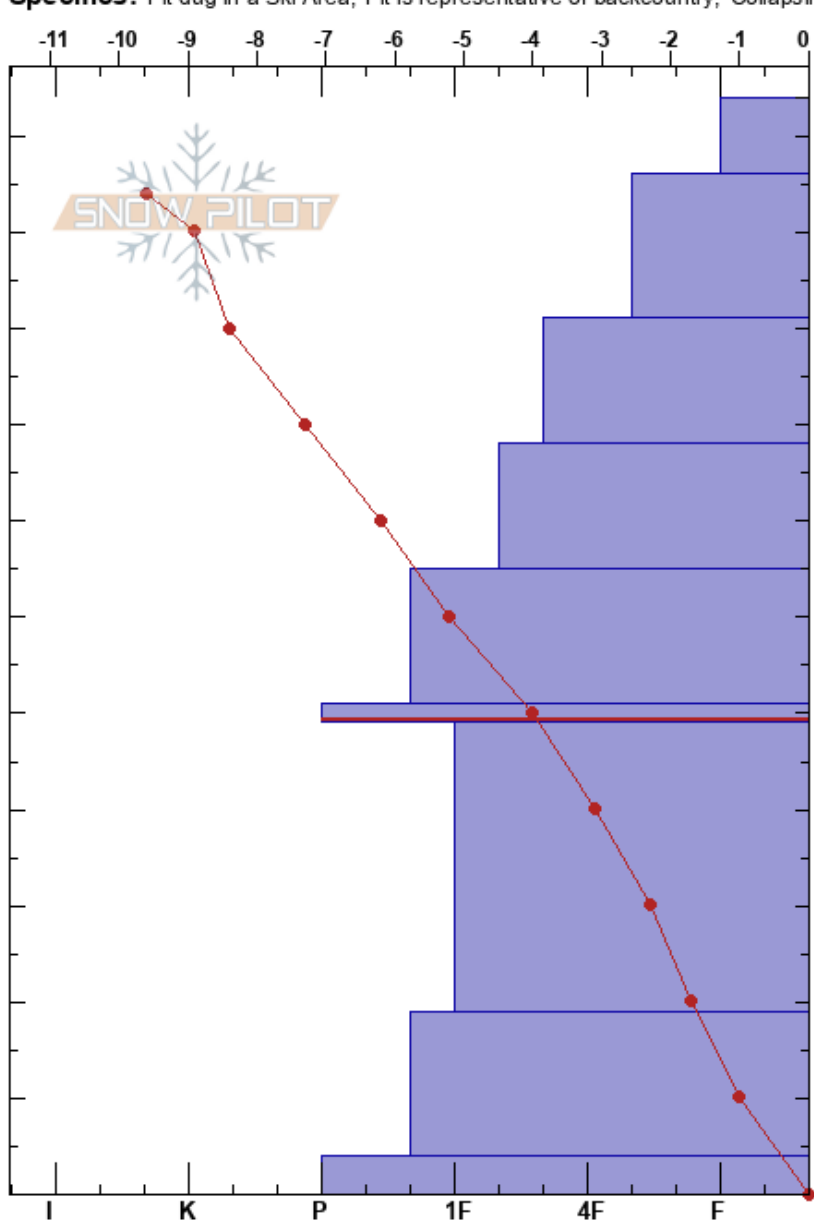 Specifics: Pit dug in a Ski Area; Pit is representative of backcountry;
-11 -10 -9 -8 -7 -6 -5 -4 -3 -2 -1 0
SNOW PILOT
I K P 1F 4F F